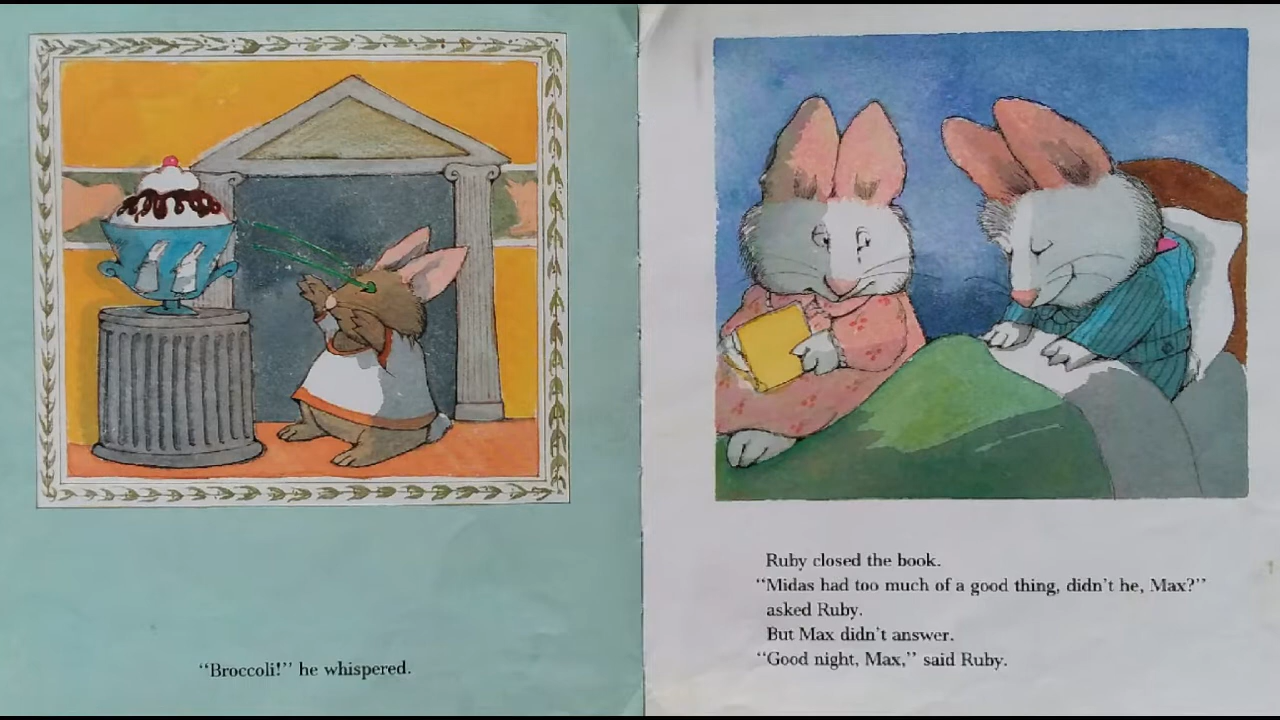 “Broccoli!” he whispered.
Ruby closed the book.
“Midas had too much of a good thing, didn’t he, Max?”
asked Ruby.
But Max didn’t answer.
“Good night, Max,” said Ruby.